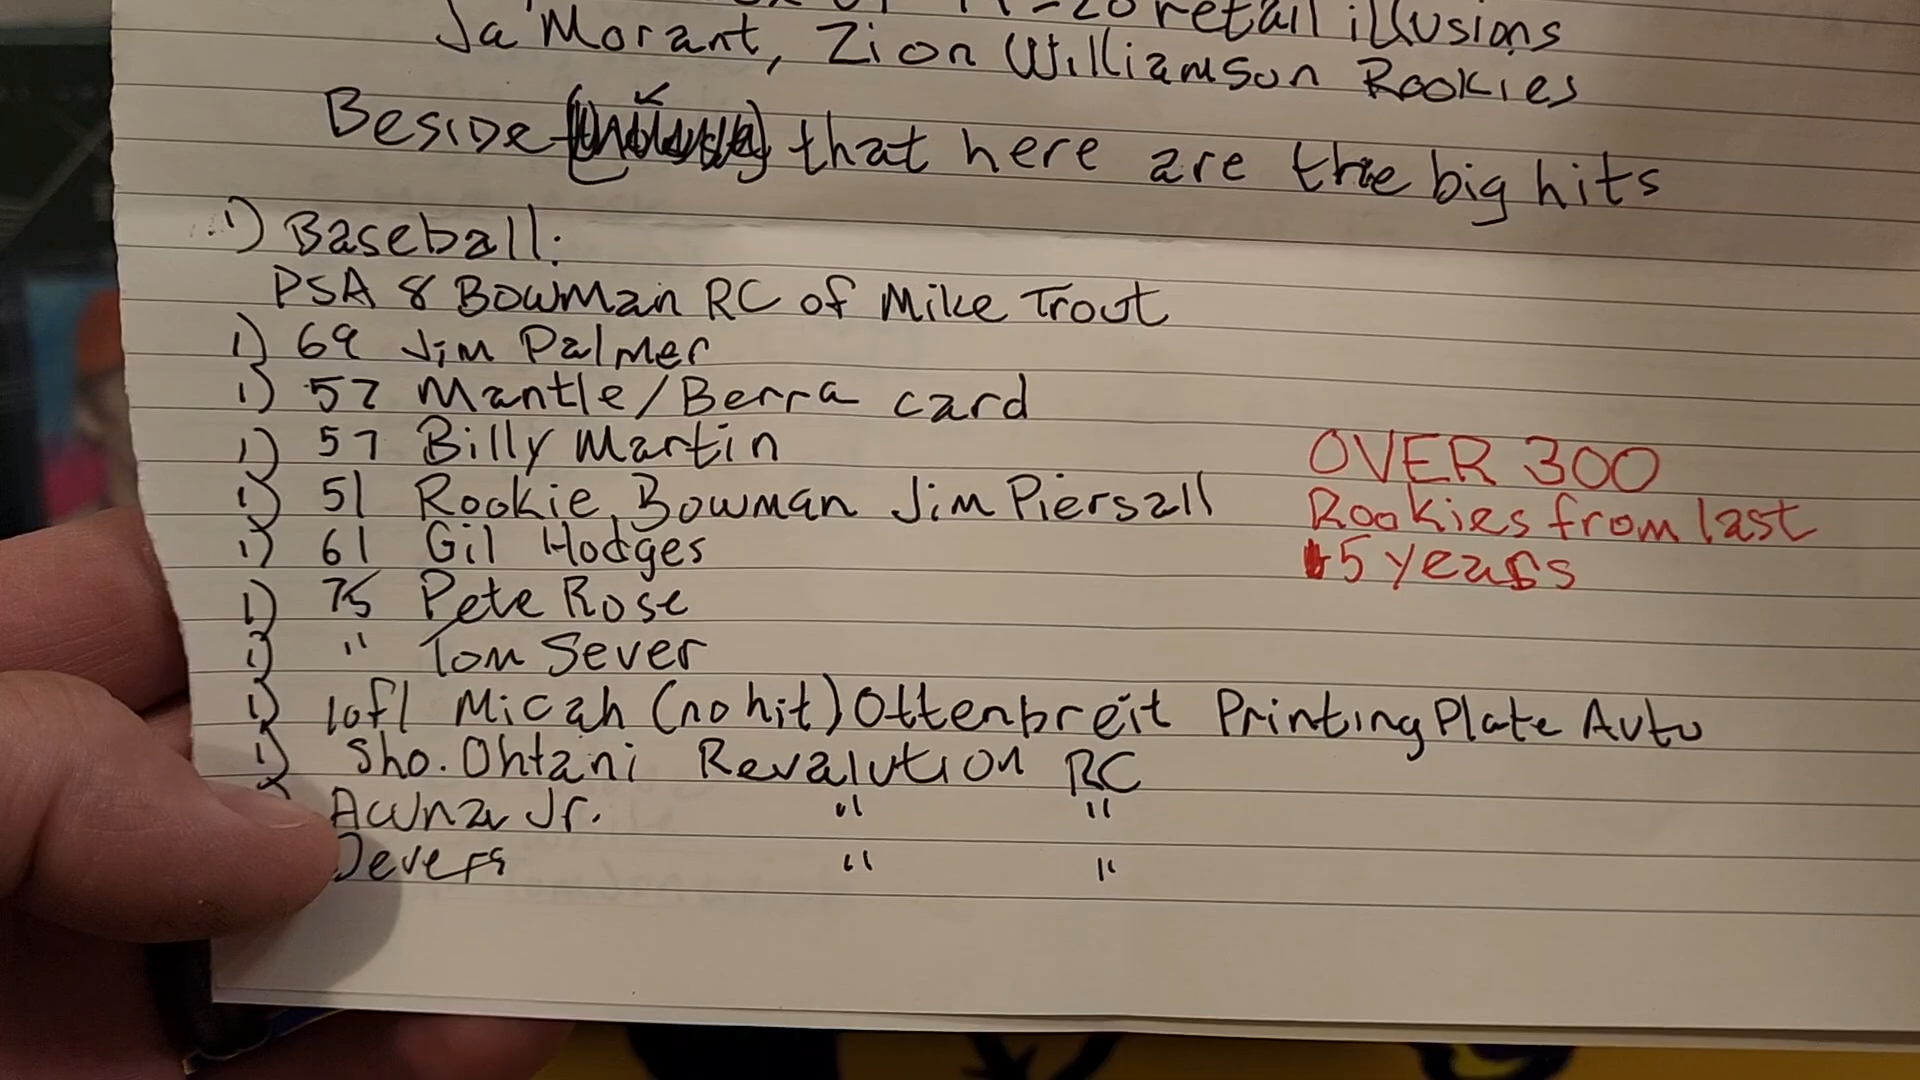 retail illusions
Ja Morant, Zion Williamson Rookies
Beside that here are the big hits
1) Baseball:
PSA 8 Bowman RC of Mike Trout
1) 69 Jim Palmer
1) 57 Mantle/Berra card
1) 57 Billy Martin
1) 51 Rookie Bowman Jim Piersall
1) 61 Gil Hodges
1) 75 Pete Rose
1) " Tom Sever
1) 1of1 Micah (no hit) Ottenbreit Printing Plate Auto
1) Sho. Ohtani Revalution RC
Acuna Jr. " "
Devers " "
OVER 300
Rookies from last
5 years